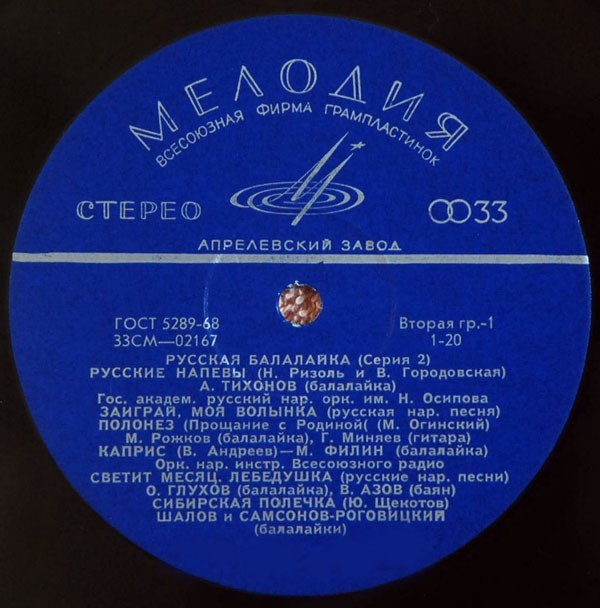 МЕЛОДИЯ
ВСЕСОЮЗНАЯ ФИРМА ГРАМПЛАСТИНОК
СТЕРЕО
33
АПРЕЛЕВСКИЙ ЗАВОД
ГОСТ 5289-68 Вторая гр.-1
33СМ—02167 1-20
РУССКАЯ БАЛАЛАЙКА (Серия 2)
РУССКИЕ НАПЕВЫ (Н. Ризоль и В. Городовская)
А. ТИХОНОВ (балалайка)
Гос. академ. русский нар. орк. им. Н. Осипова
ЗАИГРАЙ, МОЯ ВОЛЫНКА (русская нар. песня)
ПОЛОНЕЗ (Прощание с Родиной( (М. Огинский)
М. Рожков (балалайка), Г. Миняев (гитара)
КАПРИС (В. Андреев)—М. ФИЛИН (балалайка)
Орк. нар. инстр. Всесоюзного радио
СВЕТИТ МЕСЯЦ. ЛЕБЕДУШКА (русские нар. песни)
О. ГЛУХОВ (балалайка), В. АЗОВ (баян)
СИБИРСКАЯ ПОЛЕЧКА (Ю. Щекотов)
ШАЛОВ и САМСОНОВ-РОГОВИЦКИЙ
(балалайки)